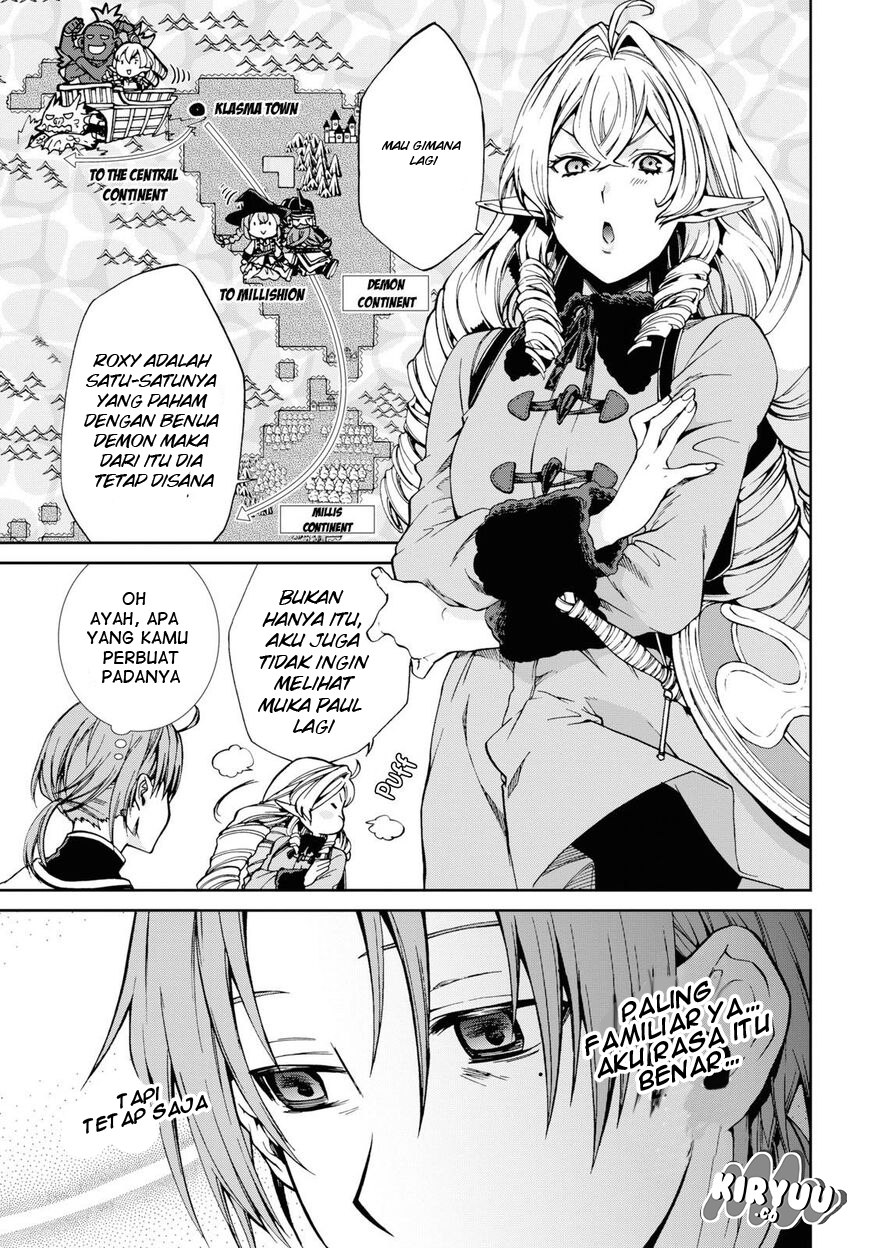 MAU GIMANA
LAGI
KLASMA TOWN
TO THE CENTRAL
CONTINENT
TO MILLISHION
DEMON
CONTINENT
MILLIS
CONTINENT
ROXY ADALAH
SATU-SATUNYA
YANG PAHAM
DENGAN BENUA
DEMON MAKA
DARI ITU DIA
TETAP DISANA
BUKAN
HANYA ITU,
AKU JUGA
TIDAK INGIN
MELIHAT
MUKA PAUL
LAGI
Puff
OH
AYAH, APA
YANG KAMU
PERBUAT
PADANYA
PALING
FAMILIAR YA...
AKU RASA ITU
BENAR...
TAPI
TETAP SAJA
KIRYUU
.CO